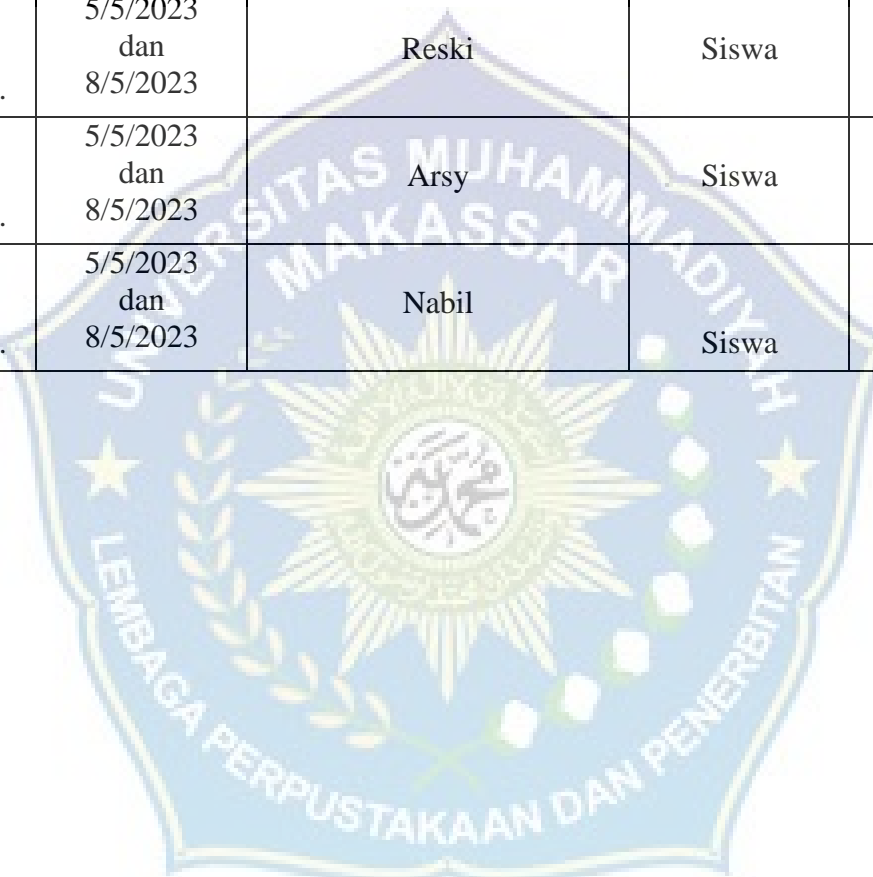 5/5/2023
dan
8/5/2023
Reski
Siswa
.
5/5/2023
dan
8/5/2023
Arsy
Siswa
.
5/5/2023
dan
8/5/2023
Nabil
Siswa
.
UNIVERSITAS MUHAMMADIYAH
MAKASSAR
LEMBAGA PERPUSTAKAAN DAN PENERBITAN